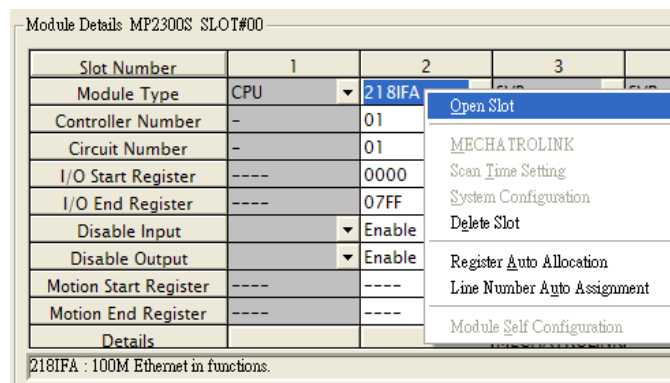 Module Details MP2300S SLOT#00
Slot Number 1 2 3
Module Type CPU 218IFA
Controller Number - 01
Circuit Number - 01
I/O Start Register ---- 0000
I/O End Register ---- 07FF
Disable Input Enable
Disable Output Enable
Motion Start Register ---- ----
Motion End Register ---- ----
Details
Open Slot
MECHATROLINK
Scan Time Setting
System Configuration
Delete Slot
Register Auto Allocation
Line Number Auto Assignment
Module Self Configuration
218IFA : 100M Ethernet in functions.